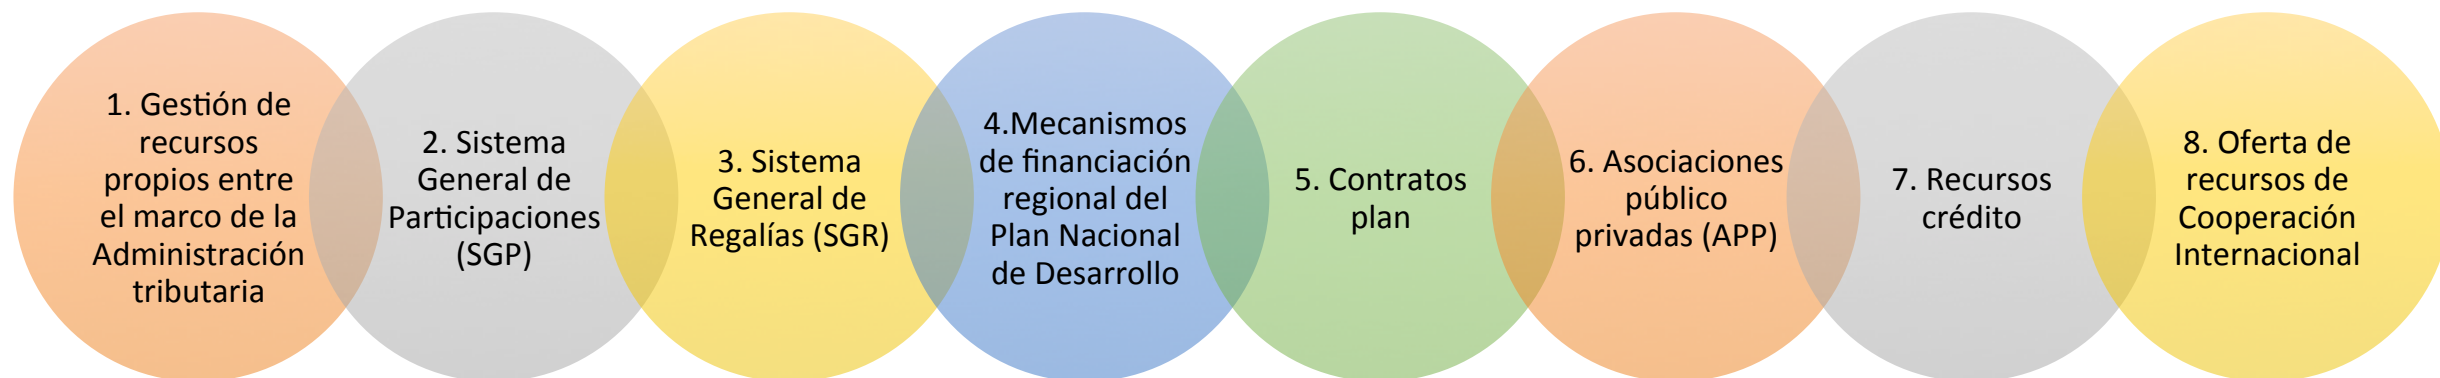 1. Gestión de
recursos
propios entre
el marco de la
Administración
tributaria
2. Sistema
General de
Participaciones
(SGP)
3. Sistema
General de
Regalías (SGR)
4.Mecanismos
de financiación
regional del
Plan Nacional
de Desarrollo
5. Contratos
plan
6. Asociaciones
público
privadas (APP)
7. Recursos
crédito
8. Oferta de
recursos de
Cooperación
Internacional